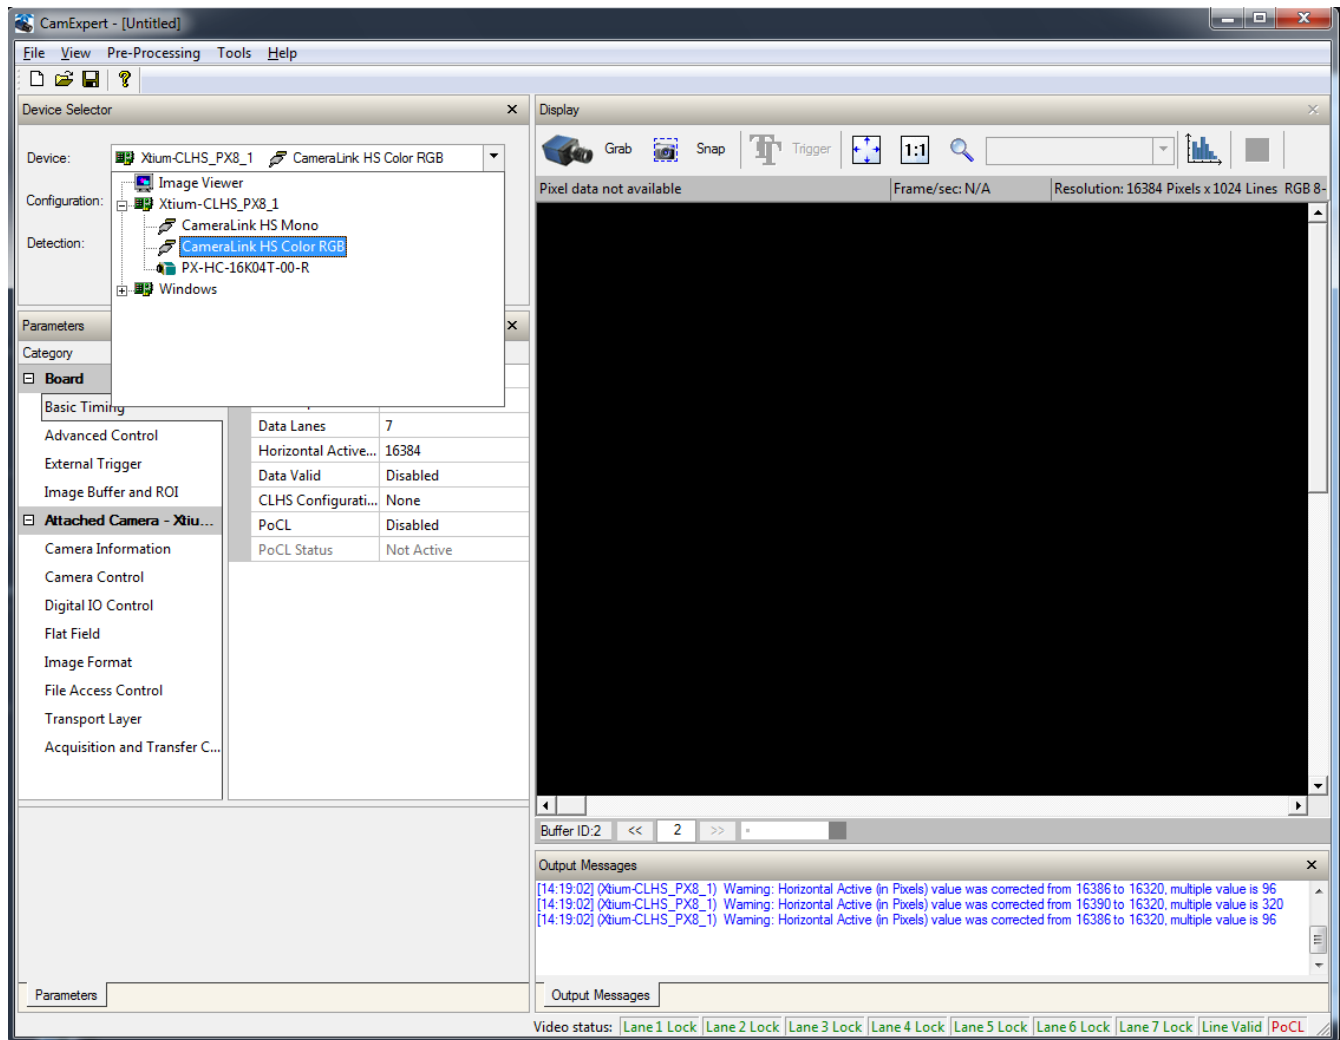 CamExpert - [Untitled]
File View Pre-Processing Tools Help
Device Selector
Device: Xtium-CLHS_PX8_1 CameraLink HS Color RGB
Image Viewer
Configuration:
Xtium-CLHS_PX8_1
CameraLink HS Mono
Detection:
CameraLink HS Color RGB
PX-HC-16K04T-00-R
Windows
Parameters
Category
Board
Basic Timing
Advanced Control
External Trigger
Image Buffer and ROI
Attached Camera - Xtiu...
Camera Information
Camera Control
Digital IO Control
Flat Field
Image Format
File Access Control
Transport Layer
Acquisition and Transfer C...
Data Lanes 7
Horizontal Active... 16384
Data Valid Disabled
CLHS Configurati... None
PoCL Disabled
PoCL Status Not Active
Parameters
Display
Grab Snap Trigger 1:1
Pixel data not available Frame/sec: N/A Resolution: 16384 Pixels x 1024 Lines RGB 8-
Buffer ID:2 << 2 >>
Output Messages
[14:19:02] (Xtium-CLHS_PX8_1) Warning: Horizontal Active (in Pixels) value was corrected from 16386 to 16320, multiple value is 96
[14:19:02] (Xtium-CLHS_PX8_1) Warning: Horizontal Active (in Pixels) value was corrected from 16390 to 16320, multiple value is 320
[14:19:02] (Xtium-CLHS_PX8_1) Warning: Horizontal Active (in Pixels) value was corrected from 16386 to 16320, multiple value is 96
Output Messages
Video status: Lane 1 Lock Lane 2 Lock Lane 3 Lock Lane 4 Lock Lane 5 Lock Lane 6 Lock Lane 7 Lock Line Valid PoCL